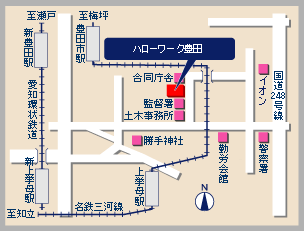 至瀬戸
至梅坪
新豊田駅
豊田市駅
ハローワーク豊田
合同庁舎
監督署
土木事務所
イオン
国道248号線
愛知環状鉄道
勝手神社
勤労会館
警察署
新上挙母駅
上挙母駅
至知立
名鉄三河線
N